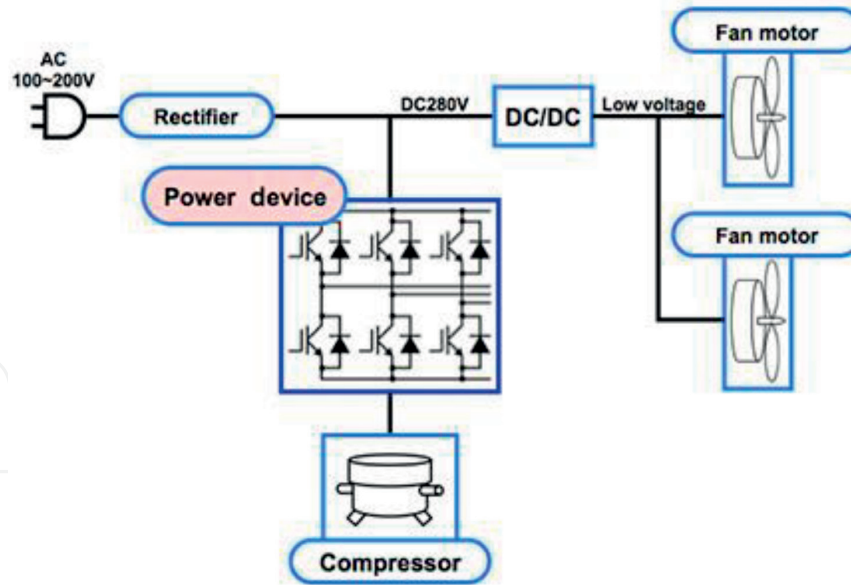 Fan motor
AC
100~200V
Rectifier
DC280V
DC/DC
Low voltage
Power device
Fan motor
Compressor